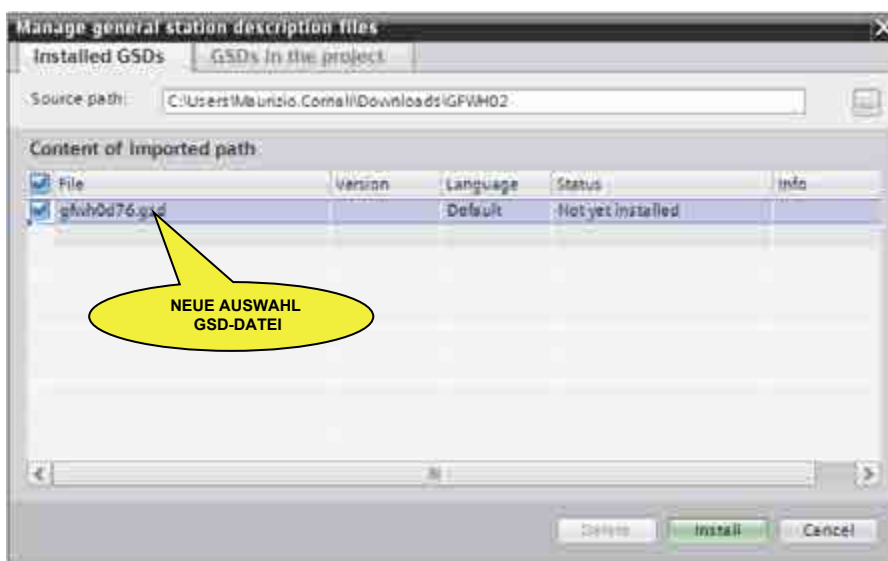 Manage general station description files
Installed GSDs
GSDs in the project
Source path: C:\Users\Maurizio.Cornali\Downloads\GFWH02
Content of imported path
File Version Language Status Info
gfwh0d76.gsd Default Not yet installed
NEUE AUSWAHL
GSD-DATEI
Delete Install Cancel